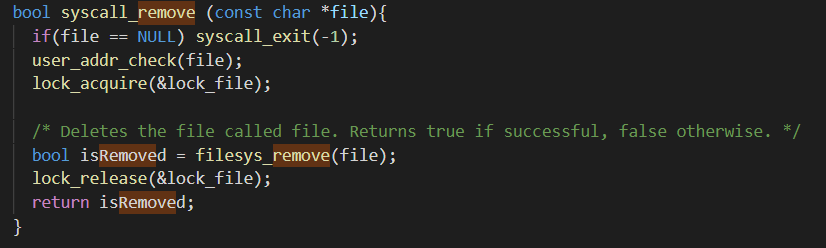 bool syscall_remove (const char *file){
if(file == NULL) syscall_exit(-1);
user_addr_check(file);
lock_acquire(&lock_file);
/* Deletes the file called file. Returns true if successful, false otherwise. */
bool isRemoved = filesys_remove(file);
lock_release(&lock_file);
return isRemoved;
}